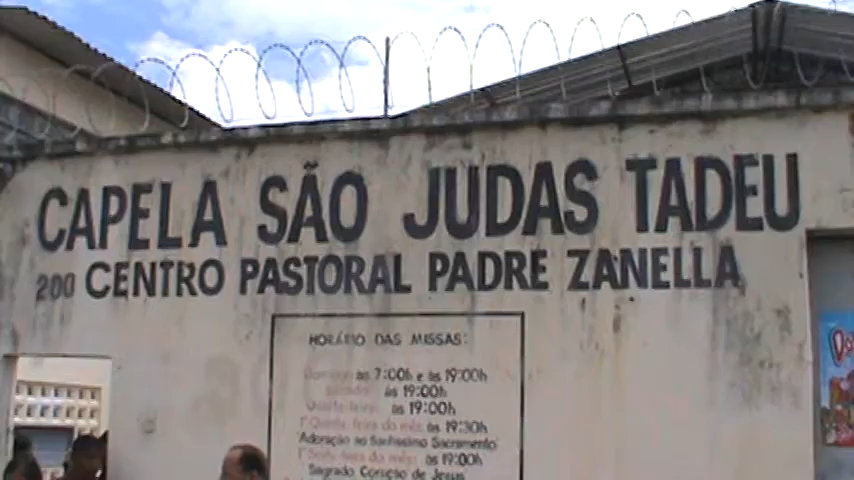 CAPELA SÃO JUDAS TADEU
200 CENTRO PASTORAL PADRE ZANELLA
HORÁRIO DAS MISSAS:
Domingo às 7:00h e às 19:00h
às 19:00h
Quinta-feira: às 19:00h
1ª Quinta feira do mês: às 19:30h
Adoração ao Santíssimo Sacramento
1ª Sexta feira do mês: às 19:00h
Sagrado Coração de Jesus